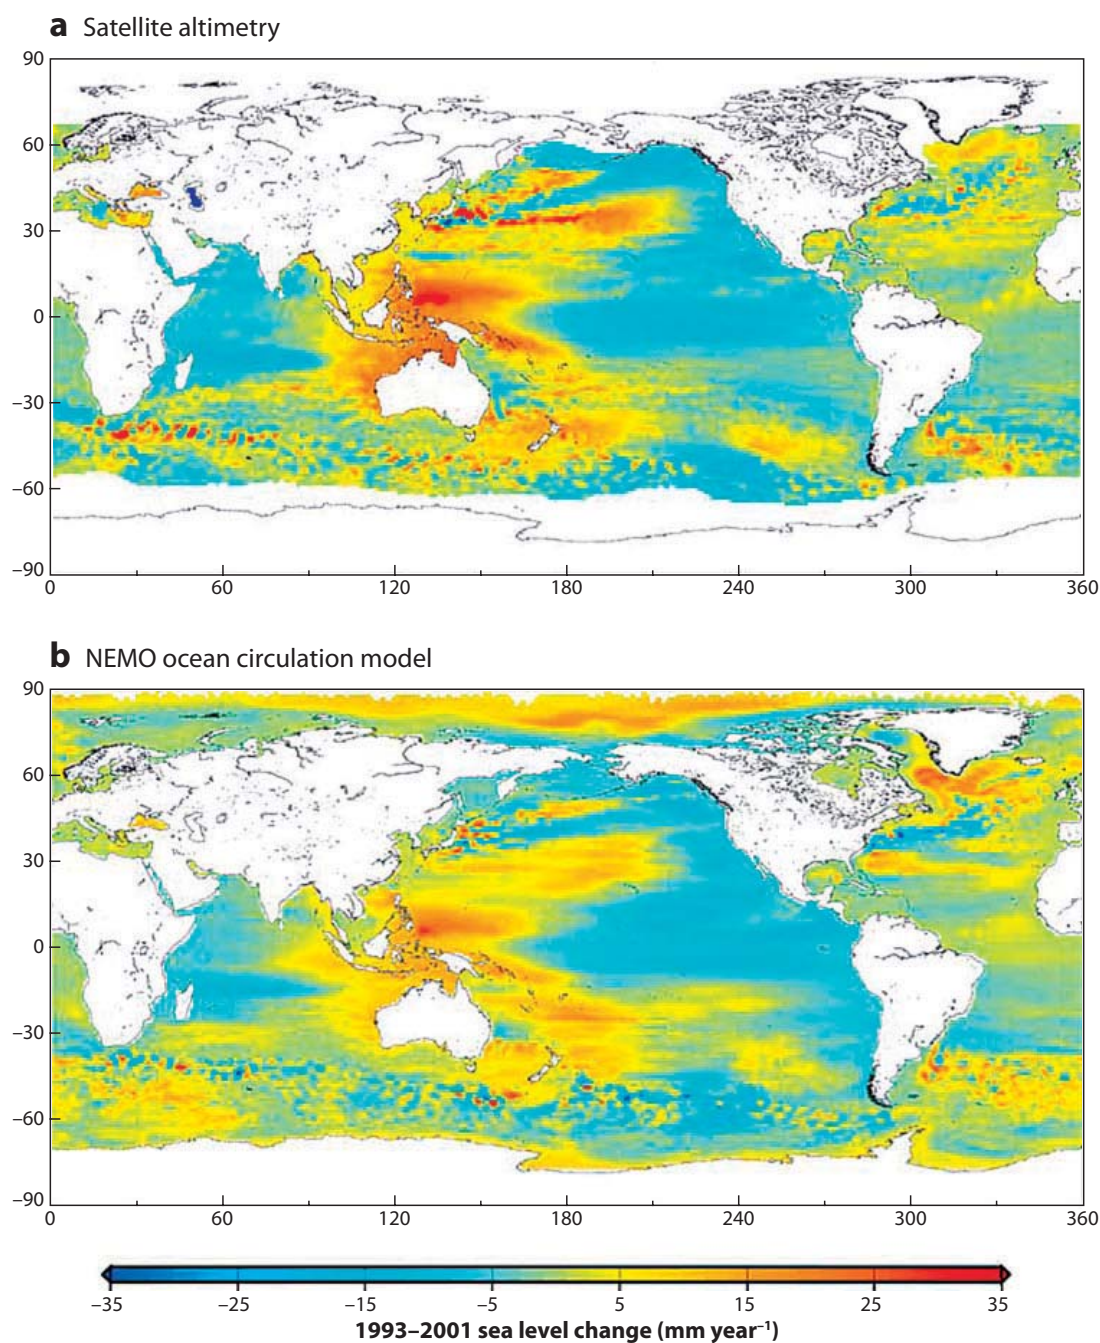 a Satellite altimetry
90
60
30
0
−30
−60
−90
0 60 120 180 240 300 360
b NEMO ocean circulation model
90
60
30
0
−30
−60
−90
0 60 120 180 240 300 360
−35 −25 −15 −5 5 15 25 35
1993–2001 sea level change (mm year⁻¹)